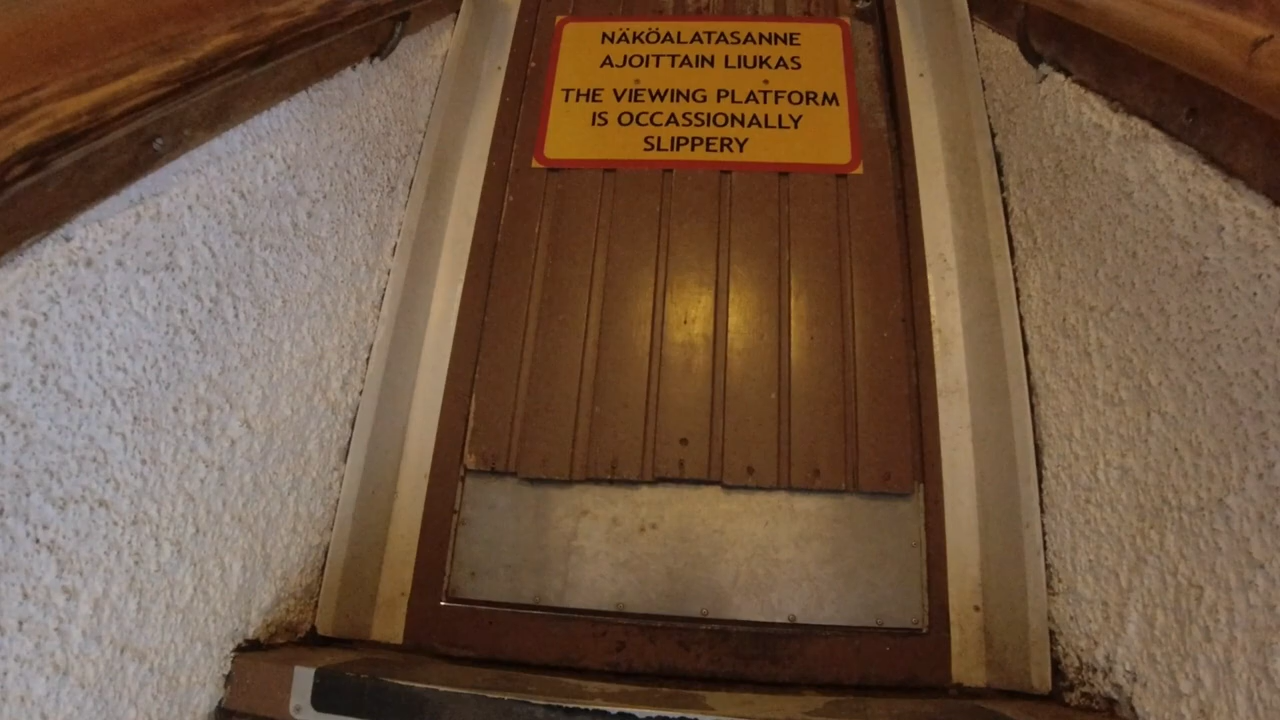 NÄKÖALATASANNE
AJOITTAIN LIUKAS
THE VIEWING PLATFORM
IS OCCASSIONALLY
SLIPPERY